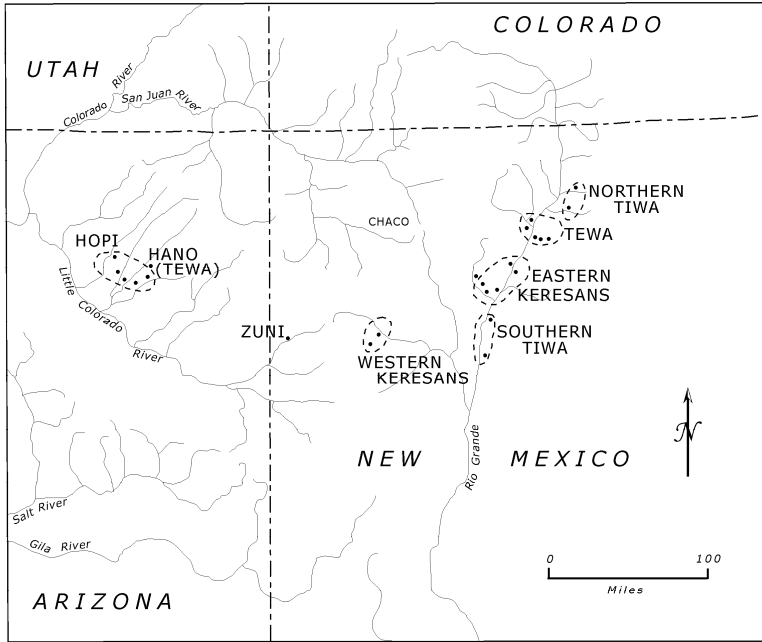 COLORADO
UTAH
Colorado River
San Juan River
NORTHERN
TIWA
CHACO
TEWA
HOPI
HANO
(TEWA)
EASTERN
KERESANS
Little Colorado River
ZUNI
SOUTHERN
TIWA
WESTERN
KERESANS
N
NEW MEXICO
Rio Grande
Salt River
Gila River
0 100
Miles
ARIZONA